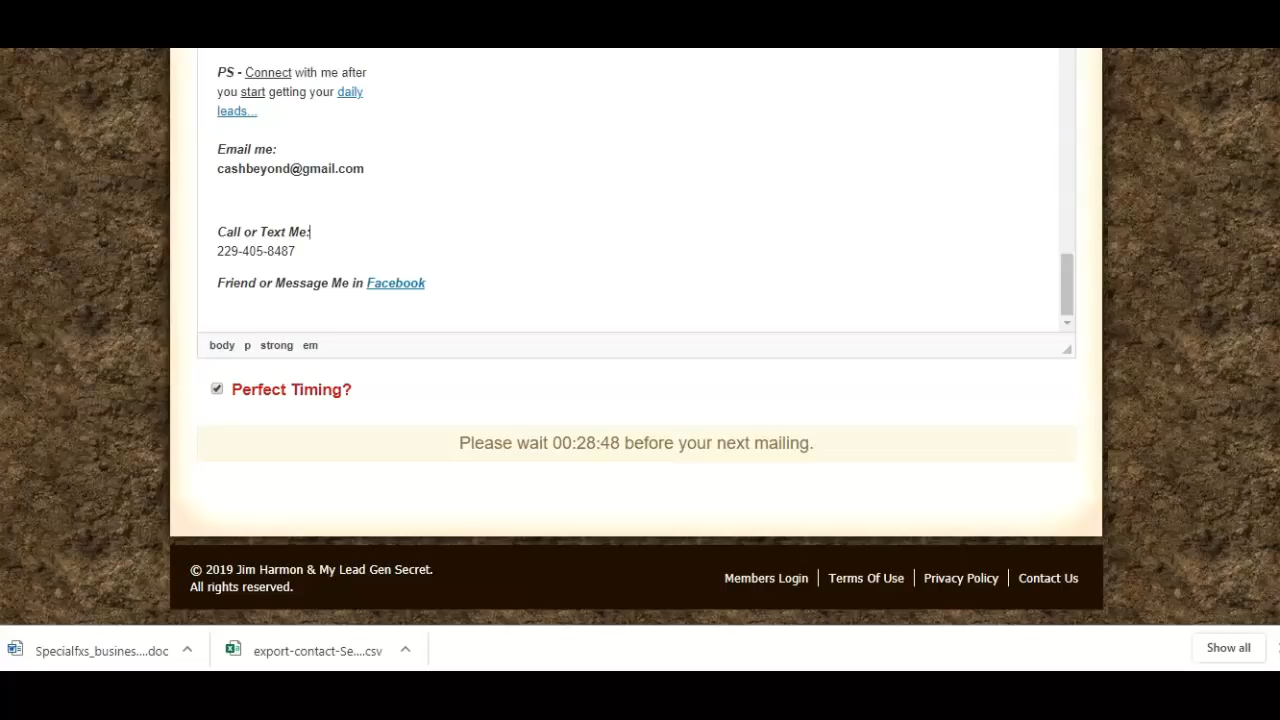 PS - Connect with me after
you start getting your daily
leads...
Email me:
cashbeyond@gmail.com
Call or Text Me:
229-405-8487
Friend or Message Me in Facebook
body p strong em
Perfect Timing?
Please wait 00:28:48 before your next mailing.
© 2019 Jim Harmon & My Lead Gen Secret.
All rights reserved.
Members Login | Terms Of Use | Privacy Policy | Contact Us
Specialfxs_busines....doc
export-contact-Se....csv
Show all